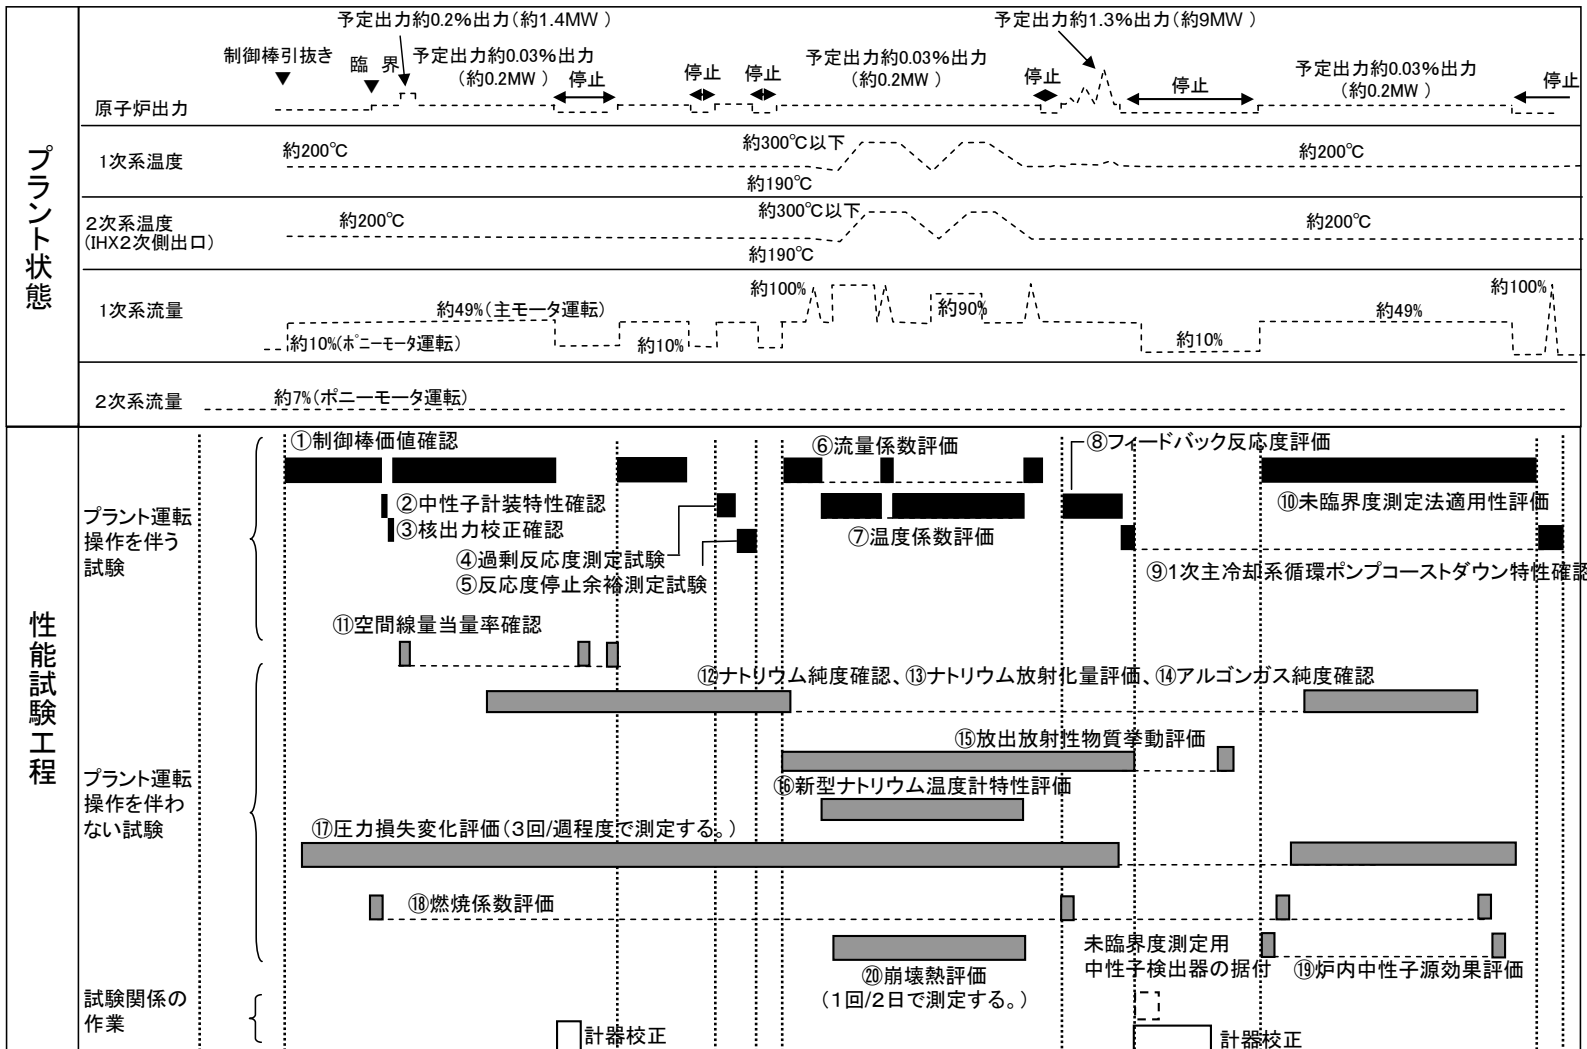 プラント状態
予定出力約0.2%出力(約1.4MW )
予定出力約1.3%出力(約9MW )
制御棒引抜き
臨 界
予定出力約0.03%出力
(約0.2MW )
停止
停止
停止
予定出力約0.03%出力
(約0.2MW )
停止
停止
予定出力約0.03%出力
(約0.2MW )
停止
原子炉出力
1次系温度
約200℃
約300℃以下
約190℃
約200℃
2次系温度
(IHX2次側出口)
約200℃
約300℃以下
約190℃
約200℃
1次系流量
約49%(主モータ運転)
約10%(ポニーモータ運転)
約10%
約100%
約90%
約10%
約49%
約100%
2次系流量
約7%(ポニーモータ運転)
性能試験工程
プラント運転
操作を伴う
試験
①制御棒価値確認
②中性子計装特性確認
③核出力校正確認
④過剰反応度測定試験
⑤反応度停止余裕測定試験
⑥流量係数評価
⑦温度係数評価
⑧フィードバック反応度評価
⑨1次主冷却系循環ポンプコーストダウン特性確認
⑩未臨界度測定法適用性評価
⑪空間線量当量率確認
プラント運転
操作を伴わ
ない試験
⑫ナトリウム純度確認、⑬ナトリウム放射化量評価、⑭アルゴンガス純度確認
⑮放出放射性物質挙動評価
⑯新型ナトリウム温度計特性評価
⑰圧力損失変化評価(3回/週程度で測定する。)
⑱燃焼係数評価
⑲炉内中性子源効果評価
⑳崩壊熱評価
(1回/2日で測定する。)
試験関係の
作業
未臨界度測定用
中性子検出器の据付
計器校正
計器校正